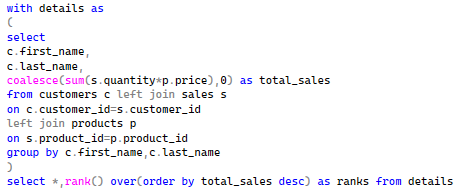 with details as
(
select
c.first_name,
c.last_name,
coalesce(sum(s.quantity*p.price),0) as total_sales
from customers c left join sales s
on c.customer_id=s.customer_id
left join products p
on s.product_id=p.product_id
group by c.first_name,c.last_name
)
select *,rank() over(order by total_sales desc) as ranks from details